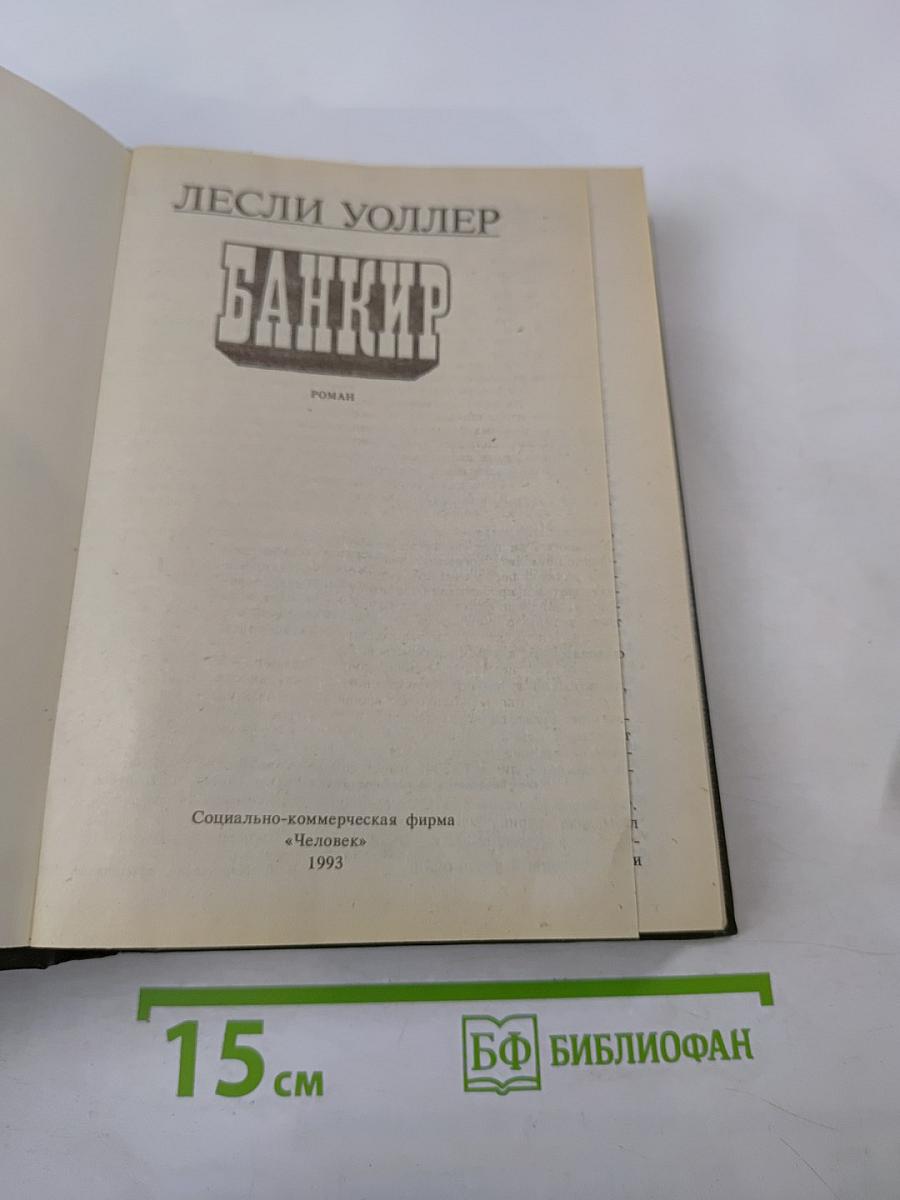 ЛЕСЛИ УОЛЛЕР
БАНКИР
РОМАН
Социально-коммерческая фирма
«Человек»
1993
15 см
БФ БИБЛИОФАН